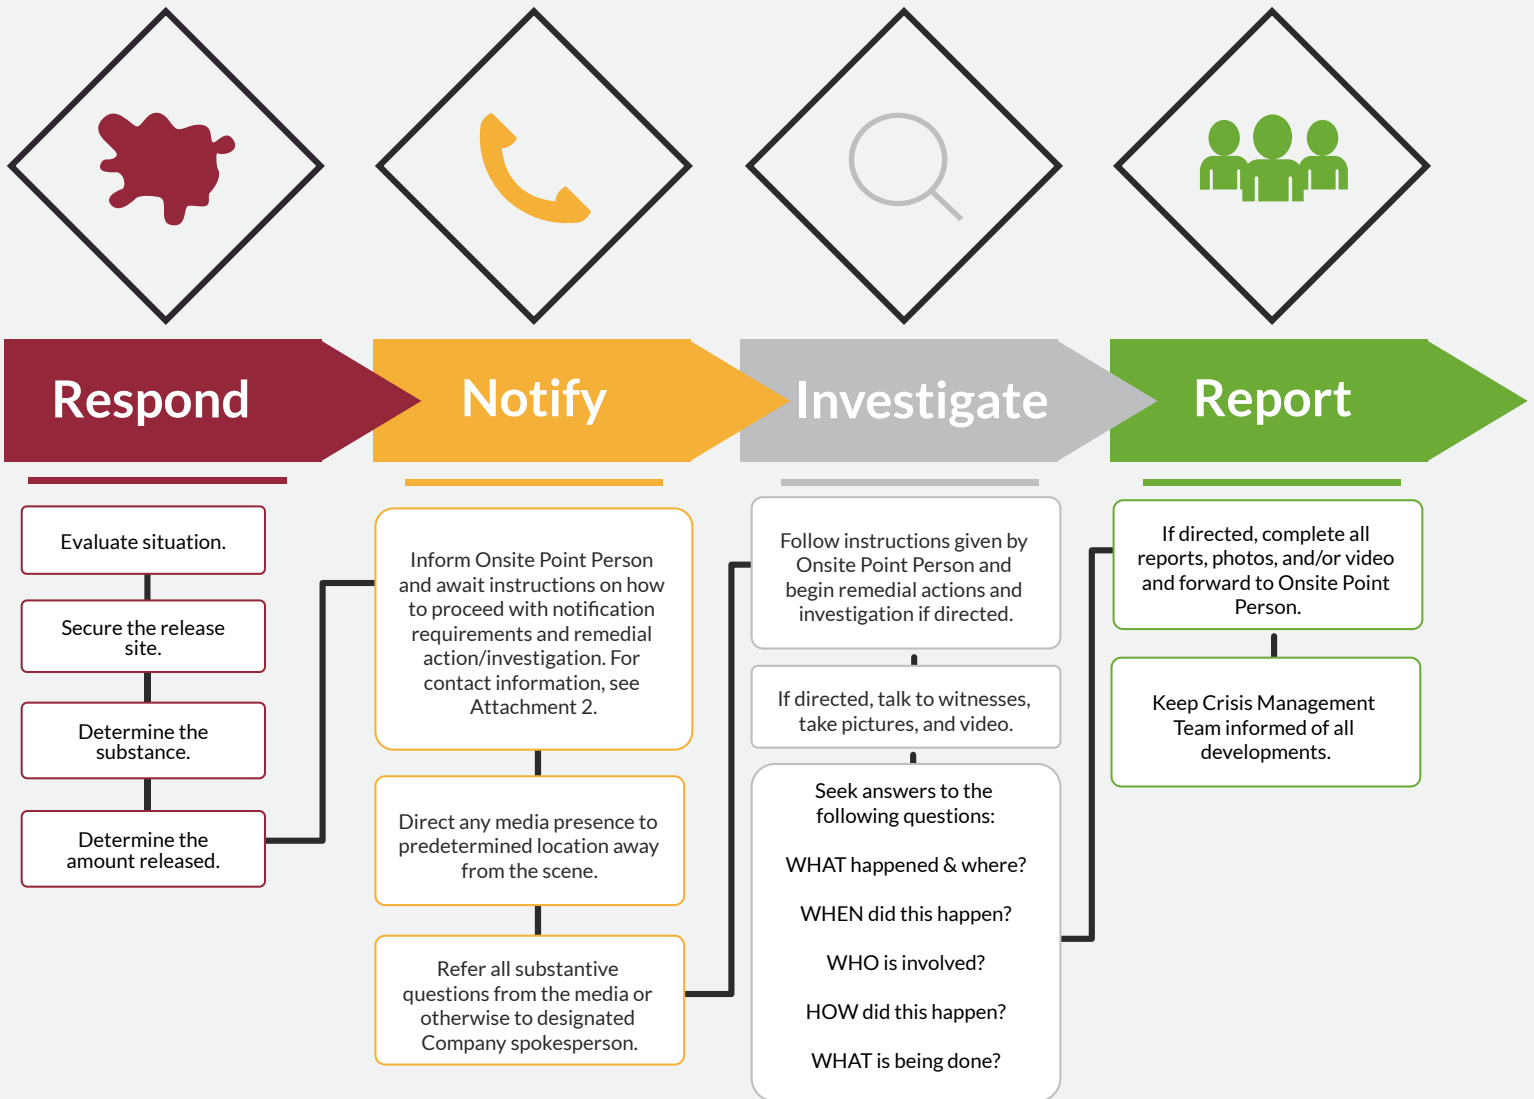 Respond
Notify
Investigate
Report
Evaluate situation.
Secure the release
site.
Determine the
substance.
Determine the
amount released.
Inform Onsite Point Person
and await instructions on how
to proceed with notification
requirements and remedial
action/investigation. For
contact information, see
Attachment 2.
Direct any media presence to
predetermined location away
from the scene.
Refer all substantive
questions from the media or
otherwise to designated
Company spokesperson.
Follow instructions given by
Onsite Point Person and
begin remedial actions and
investigation if directed.
If directed, talk to witnesses,
take pictures, and video.
Seek answers to the
following questions:
WHAT happened & where?
WHEN did this happen?
WHO is involved?
HOW did this happen?
WHAT is being done?
If directed, complete all
reports, photos, and/or video
and forward to Onsite Point
Person.
Keep Crisis Management
Team informed of all
developments.